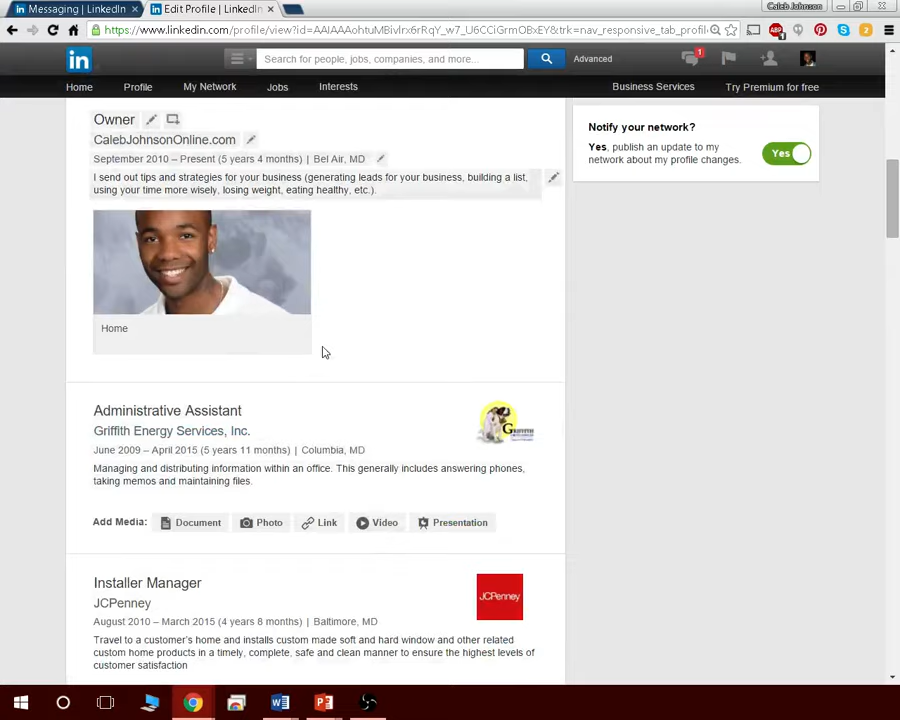 Messaging | LinkedIn
Edit Profile | LinkedIn
Caleb Johnson
in
Search for people, jobs, companies, and more...
Advanced
1
Home
Profile
My Network
Jobs
Interests
Business Services
Try Premium for free
Owner
CalebJohnsonOnline.com
September 2010 – Present (5 years 4 months) | Bel Air, MD
I send out tips and strategies for your business (generating leads for your business, building a list,
using your time more wisely, losing weight, eating healthy, etc.).
Home
Notify your network?
Yes, publish an update to my
network about my profile changes.
Yes
Administrative Assistant
Griffith Energy Services, Inc.
June 2009 – April 2015 (5 years 11 months) | Columbia, MD
Managing and distributing information within an office. This generally includes answering phones,
taking memos and maintaining files.
Add Media:
Document
Photo
Link
Video
Presentation
Installer Manager
JCPenney
August 2010 – March 2015 (4 years 8 months) | Baltimore, MD
JCPenney
Travel to a customer's home and installs custom made soft and hard window and other related
custom home products in a timely, complete, safe and clean manner to ensure the highest levels of
customer satisfaction